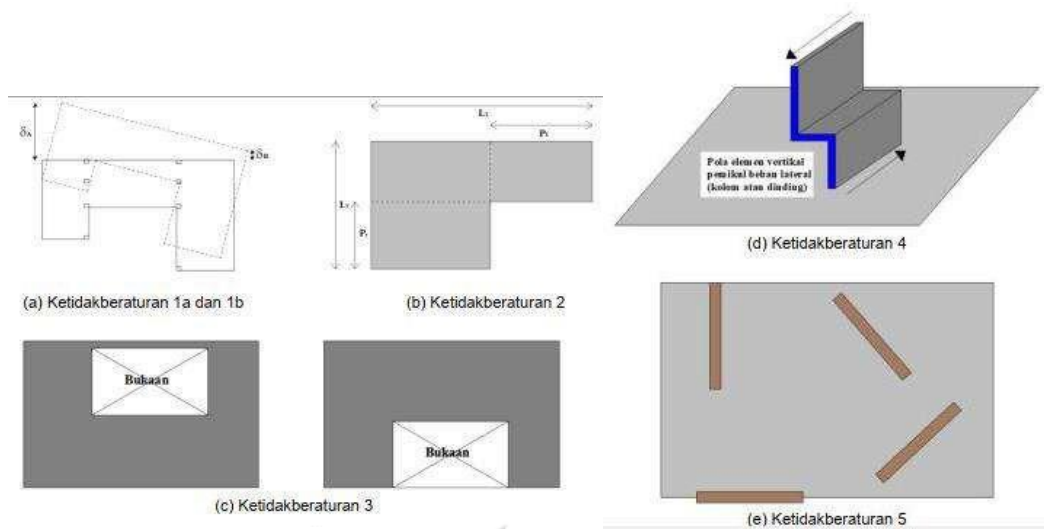 δA
δB
(a) Ketidakberaturan 1a dan 1b
Lx
Px
Ly
Py
(b) Ketidakberaturan 2
Bukaan
Bukaan
(c) Ketidakberaturan 3
Pola elemen vertikal
pemikul beban lateral
(kolom atau dinding)
(d) Ketidakberaturan 4
(e) Ketidakberaturan 5